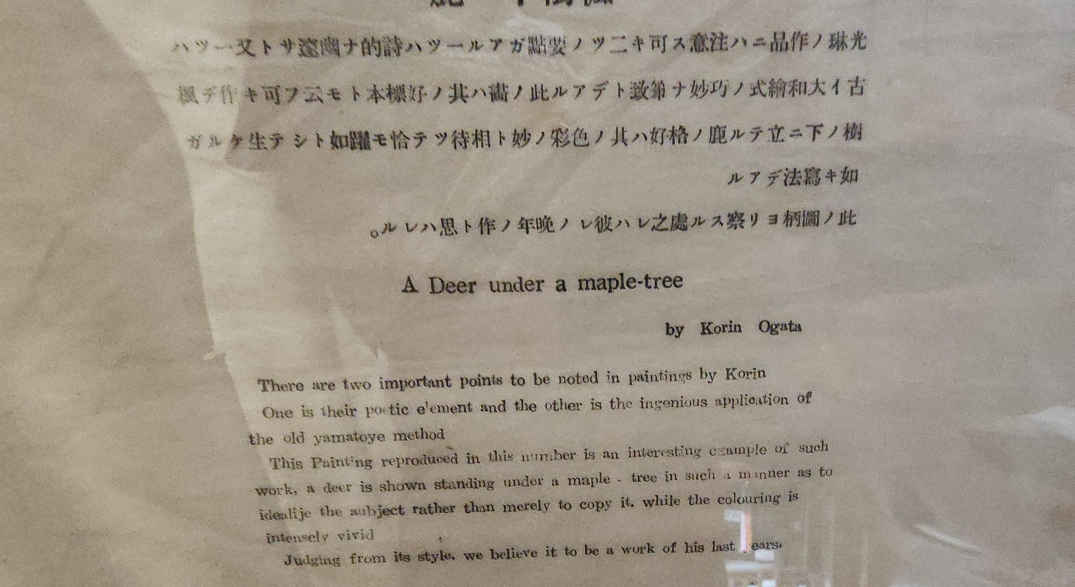 光琳ノ作品ニハ注意ス可キ二ツノ要點ガアル一ツハ詩的ナ幽邃サト又一ツハ
古イ大和繪式ノ巧妙ナ筆致トデアル此ノ畵ハ其ノ好標本トモ云フ可キ作デ楓
樹ノ下ニ立テル鹿ノ格好ハ其ノ色彩ノ妙ト相待ツテ恰モ躍如トシテ生ケルガ
如キ寫法デアル
此ノ圖柄ヨリ察スル處之レハ彼レノ晩年ノ作ト思ハレル。
A Deer under a maple-tree
by Korin Ogata
There are two important points to be noted in paintings by Korin
One is their poetic e'ement and the other is the ingenious application of
the old yamatoye method
This Painting reproduced in this number is an interesting example of such
work, a deer is shown standing under a maple - tree in such a manner as to
idealije the aubject rather than merely to copy it. while the colouring is
intensely vivid
Judging from its style. we believe it to be a work of his last years.